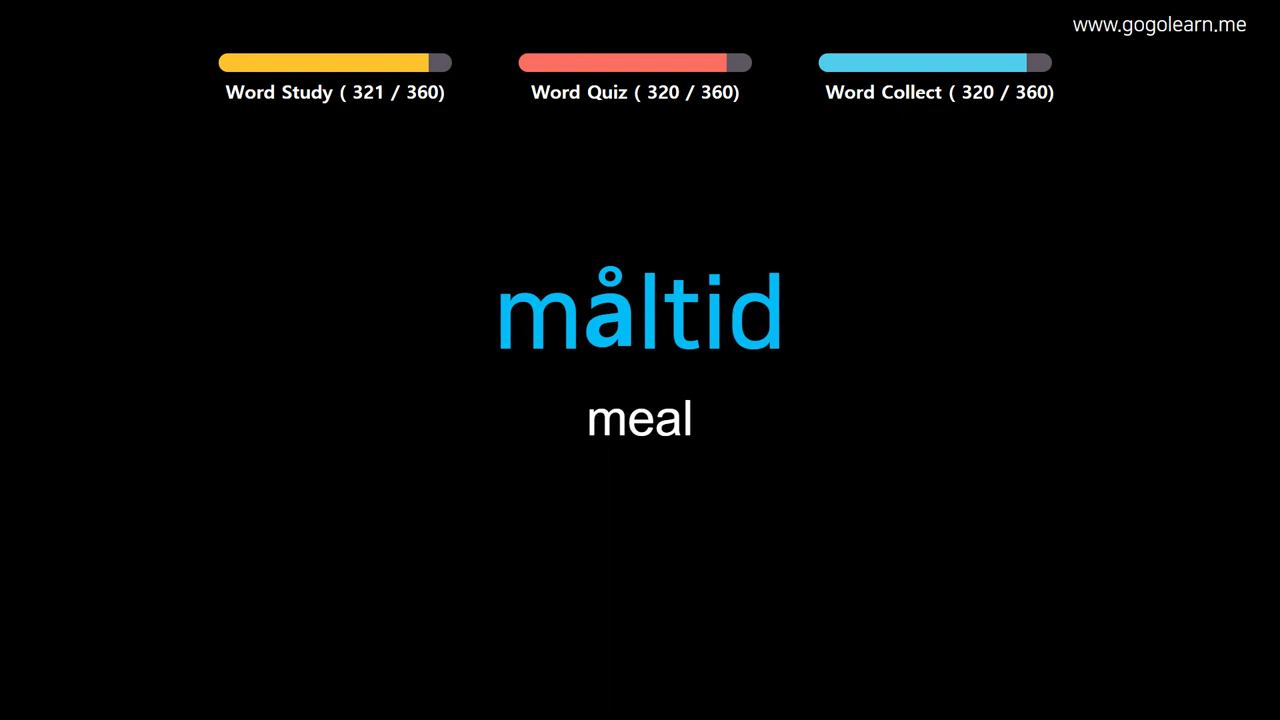 www.gogolearn.me
Word Study ( 321 / 360)
Word Quiz ( 320 / 360)
Word Collect ( 320 / 360)
måltid
meal